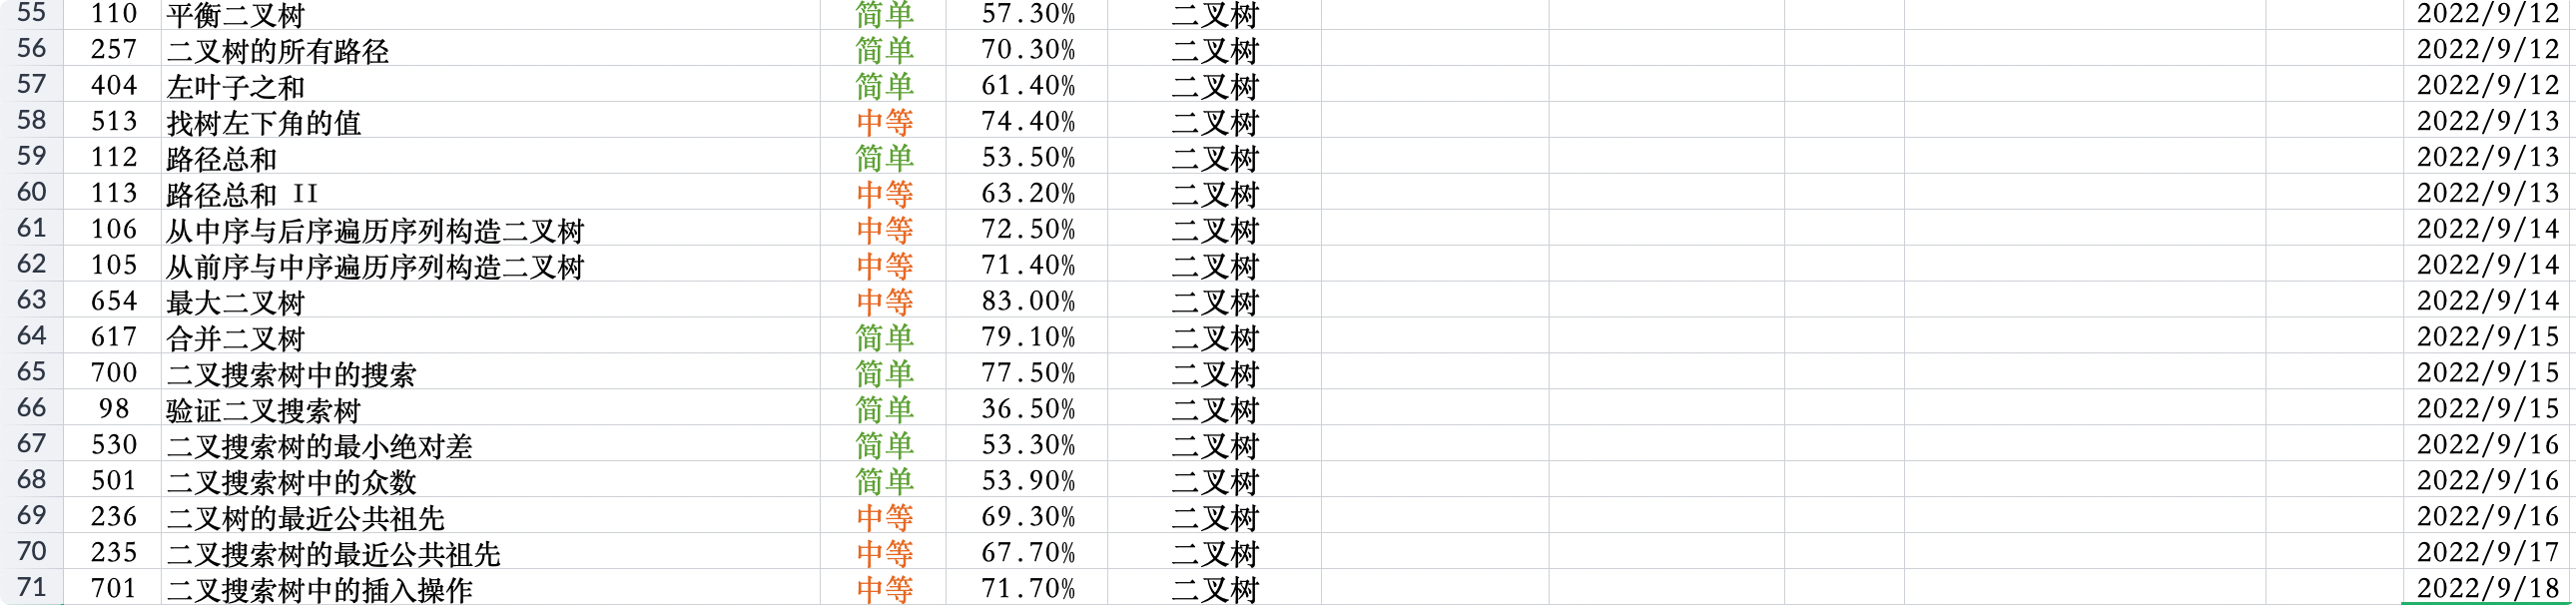 55 110 平衡二叉树 简单 57.30% 二叉树 2022/9/12
56 257 二叉树的所有路径 简单 70.30% 二叉树 2022/9/12
57 404 左叶子之和 简单 61.40% 二叉树 2022/9/12
58 513 找树左下角的值 中等 74.40% 二叉树 2022/9/13
59 112 路径总和 简单 53.50% 二叉树 2022/9/13
60 113 路径总和 II 中等 63.20% 二叉树 2022/9/13
61 106 从中序与后序遍历序列构造二叉树 中等 72.50% 二叉树 2022/9/14
62 105 从前序与中序遍历序列构造二叉树 中等 71.40% 二叉树 2022/9/14
63 654 最大二叉树 中等 83.00% 二叉树 2022/9/14
64 617 合并二叉树 简单 79.10% 二叉树 2022/9/15
65 700 二叉搜索树中的搜索 简单 77.50% 二叉树 2022/9/15
66 98 验证二叉搜索树 简单 36.50% 二叉树 2022/9/15
67 530 二叉搜索树的最小绝对差 简单 53.30% 二叉树 2022/9/16
68 501 二叉搜索树中的众数 简单 53.90% 二叉树 2022/9/16
69 236 二叉树的最近公共祖先 中等 69.30% 二叉树 2022/9/16
70 235 二叉搜索树的最近公共祖先 中等 67.70% 二叉树 2022/9/17
71 701 二叉搜索树中的插入操作 中等 71.70% 二叉树 2022/9/18